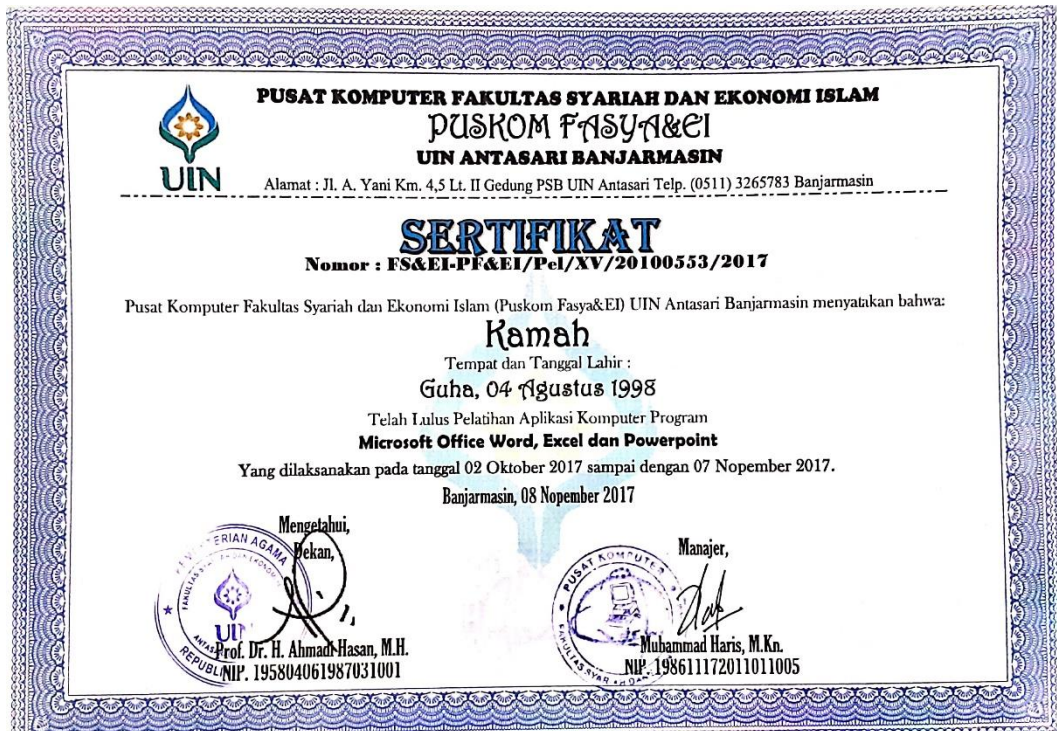 PUSAT KOMPUTER FAKULTAS SYARIAH DAN EKONOMI ISLAM
PUSKOM FASYA&EI
UIN ANTASARI BANJARMASIN
UIN
Alamat : Jl. A. Yani Km. 4,5 Lt. II Gedung PSB UIN Antasari Telp. (0511) 3265783 Banjarmasin
SERTIFIKAT
Nomor : FS&EI-PF&EI/Pel/XV/20100553/2017
Pusat Komputer Fakultas Syariah dan Ekonomi Islam (Puskom Fasya&EI) UIN Antasari Banjarmasin menyatakan bahwa:
Kamah
Tempat dan Tanggal Lahir :
Guha, 04 Agustus 1998
Telah Lulus Pelatihan Aplikasi Komputer Program
Microsoft Office Word, Excel dan Powerpoint
Yang dilaksanakan pada tanggal 02 Oktober 2017 sampai dengan 07 Nopember 2017.
Banjarmasin, 08 Nopember 2017
Mengetahui,
Dekan,
Prof. Dr. H. Ahmadi Hasan, M.H.
NIP. 195804061987031001
Manajer,
Muhammad Haris, M.Kn.
NIP. 198611172011011005
AGAMA
UIN
PUSAT KOMPUTER